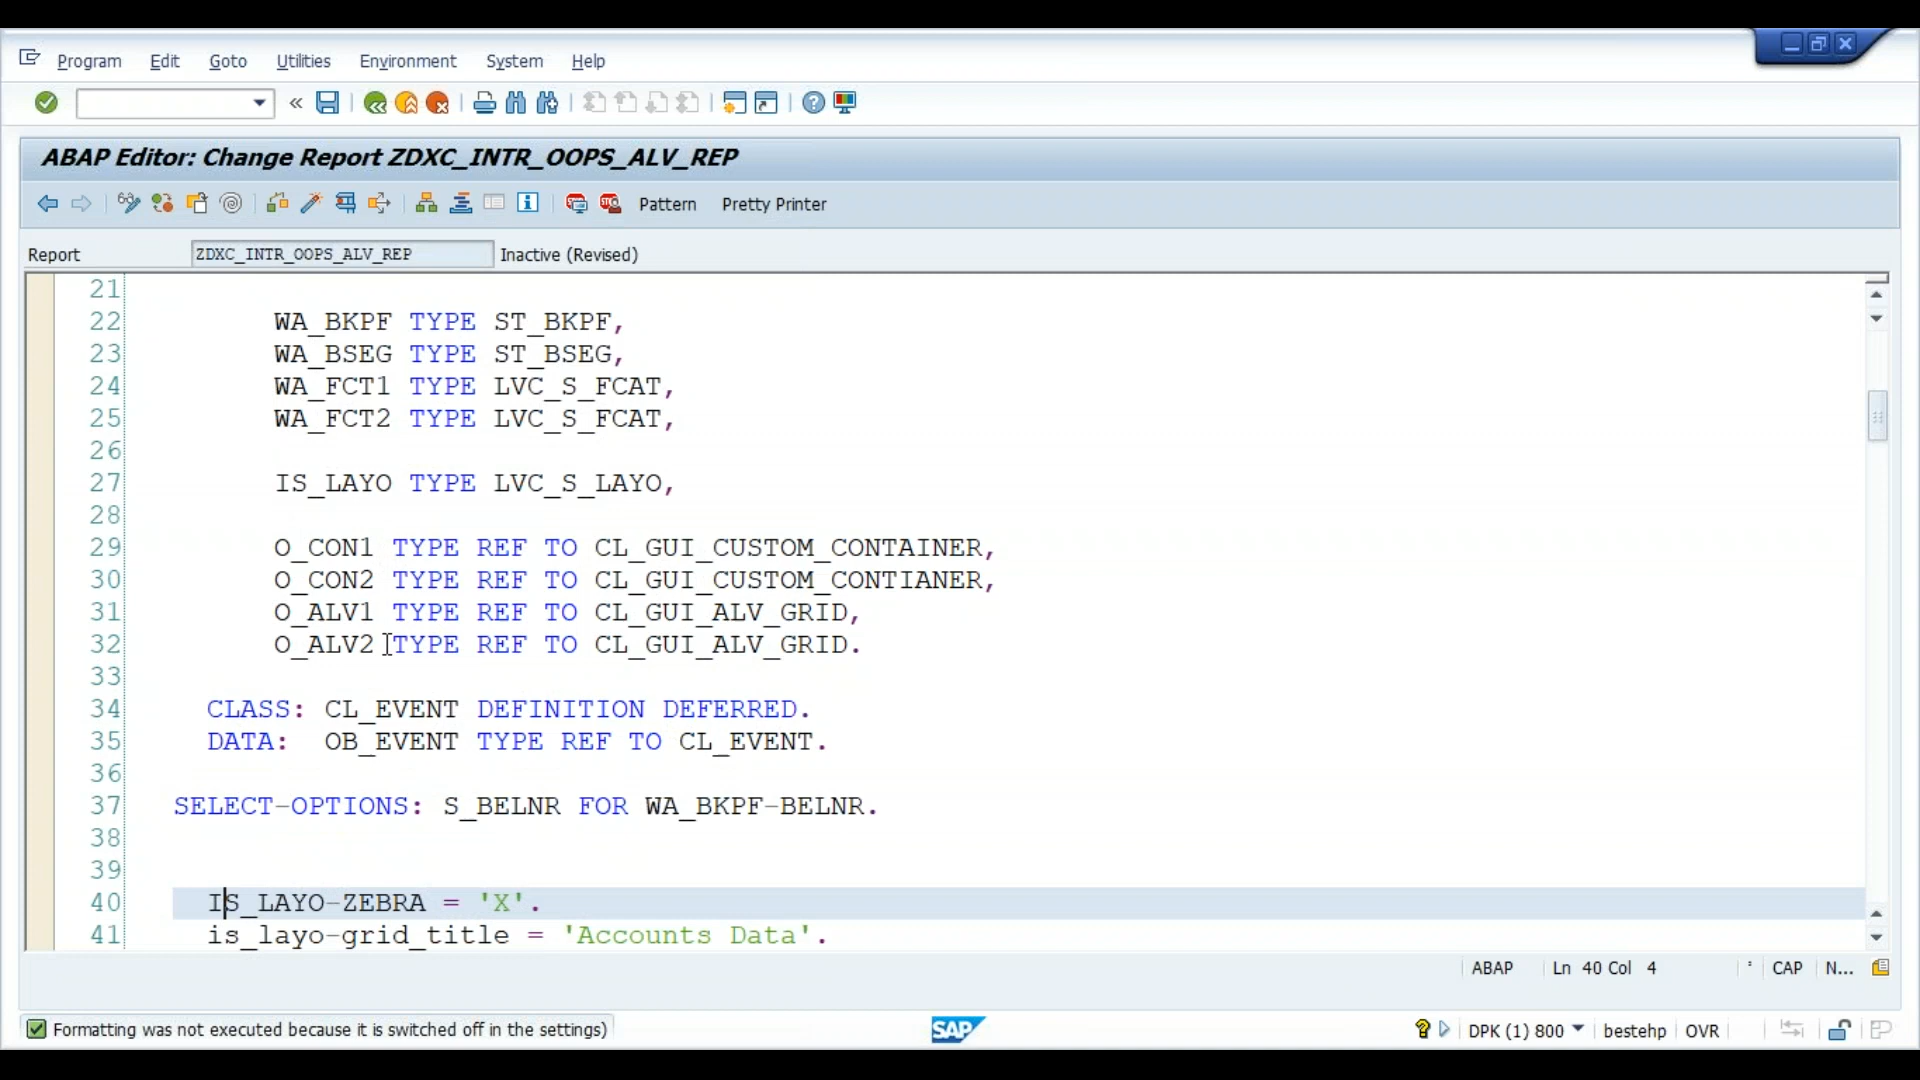 Program Edit Goto Utilities Environment System Help
ABAP Editor: Change Report ZDXC_INTR_OOPS_ALV_REP
Pattern Pretty Printer
Report ZDXC_INTR_OOPS_ALV_REP Inactive (Revised)
21
22 WA_BKPF TYPE ST_BKPF,
23 WA_BSEG TYPE ST_BSEG,
24 WA_FCT1 TYPE LVC_S_FCAT,
25 WA_FCT2 TYPE LVC_S_FCAT,
26
27 IS_LAYO TYPE LVC_S_LAYO,
28
29 O_CON1 TYPE REF TO CL_GUI_CUSTOM_CONTAINER,
30 O_CON2 TYPE REF TO CL_GUI_CUSTOM_CONTIANER,
31 O_ALV1 TYPE REF TO CL_GUI_ALV_GRID,
32 O_ALV2 TYPE REF TO CL_GUI_ALV_GRID.
33
34 CLASS: CL_EVENT DEFINITION DEFERRED.
35 DATA: OB_EVENT TYPE REF TO CL_EVENT.
36
37 SELECT-OPTIONS: S_BELNR FOR WA_BKPF-BELNR.
38
39
40 IS_LAYO-ZEBRA = 'X'.
41 is_layo-grid_title = 'Accounts Data'.
ABAP Ln 40 Col 4 CAP N...
Formatting was not executed because it is switched off in the settings)
SAP
DPK (1) 800 bestehp OVR